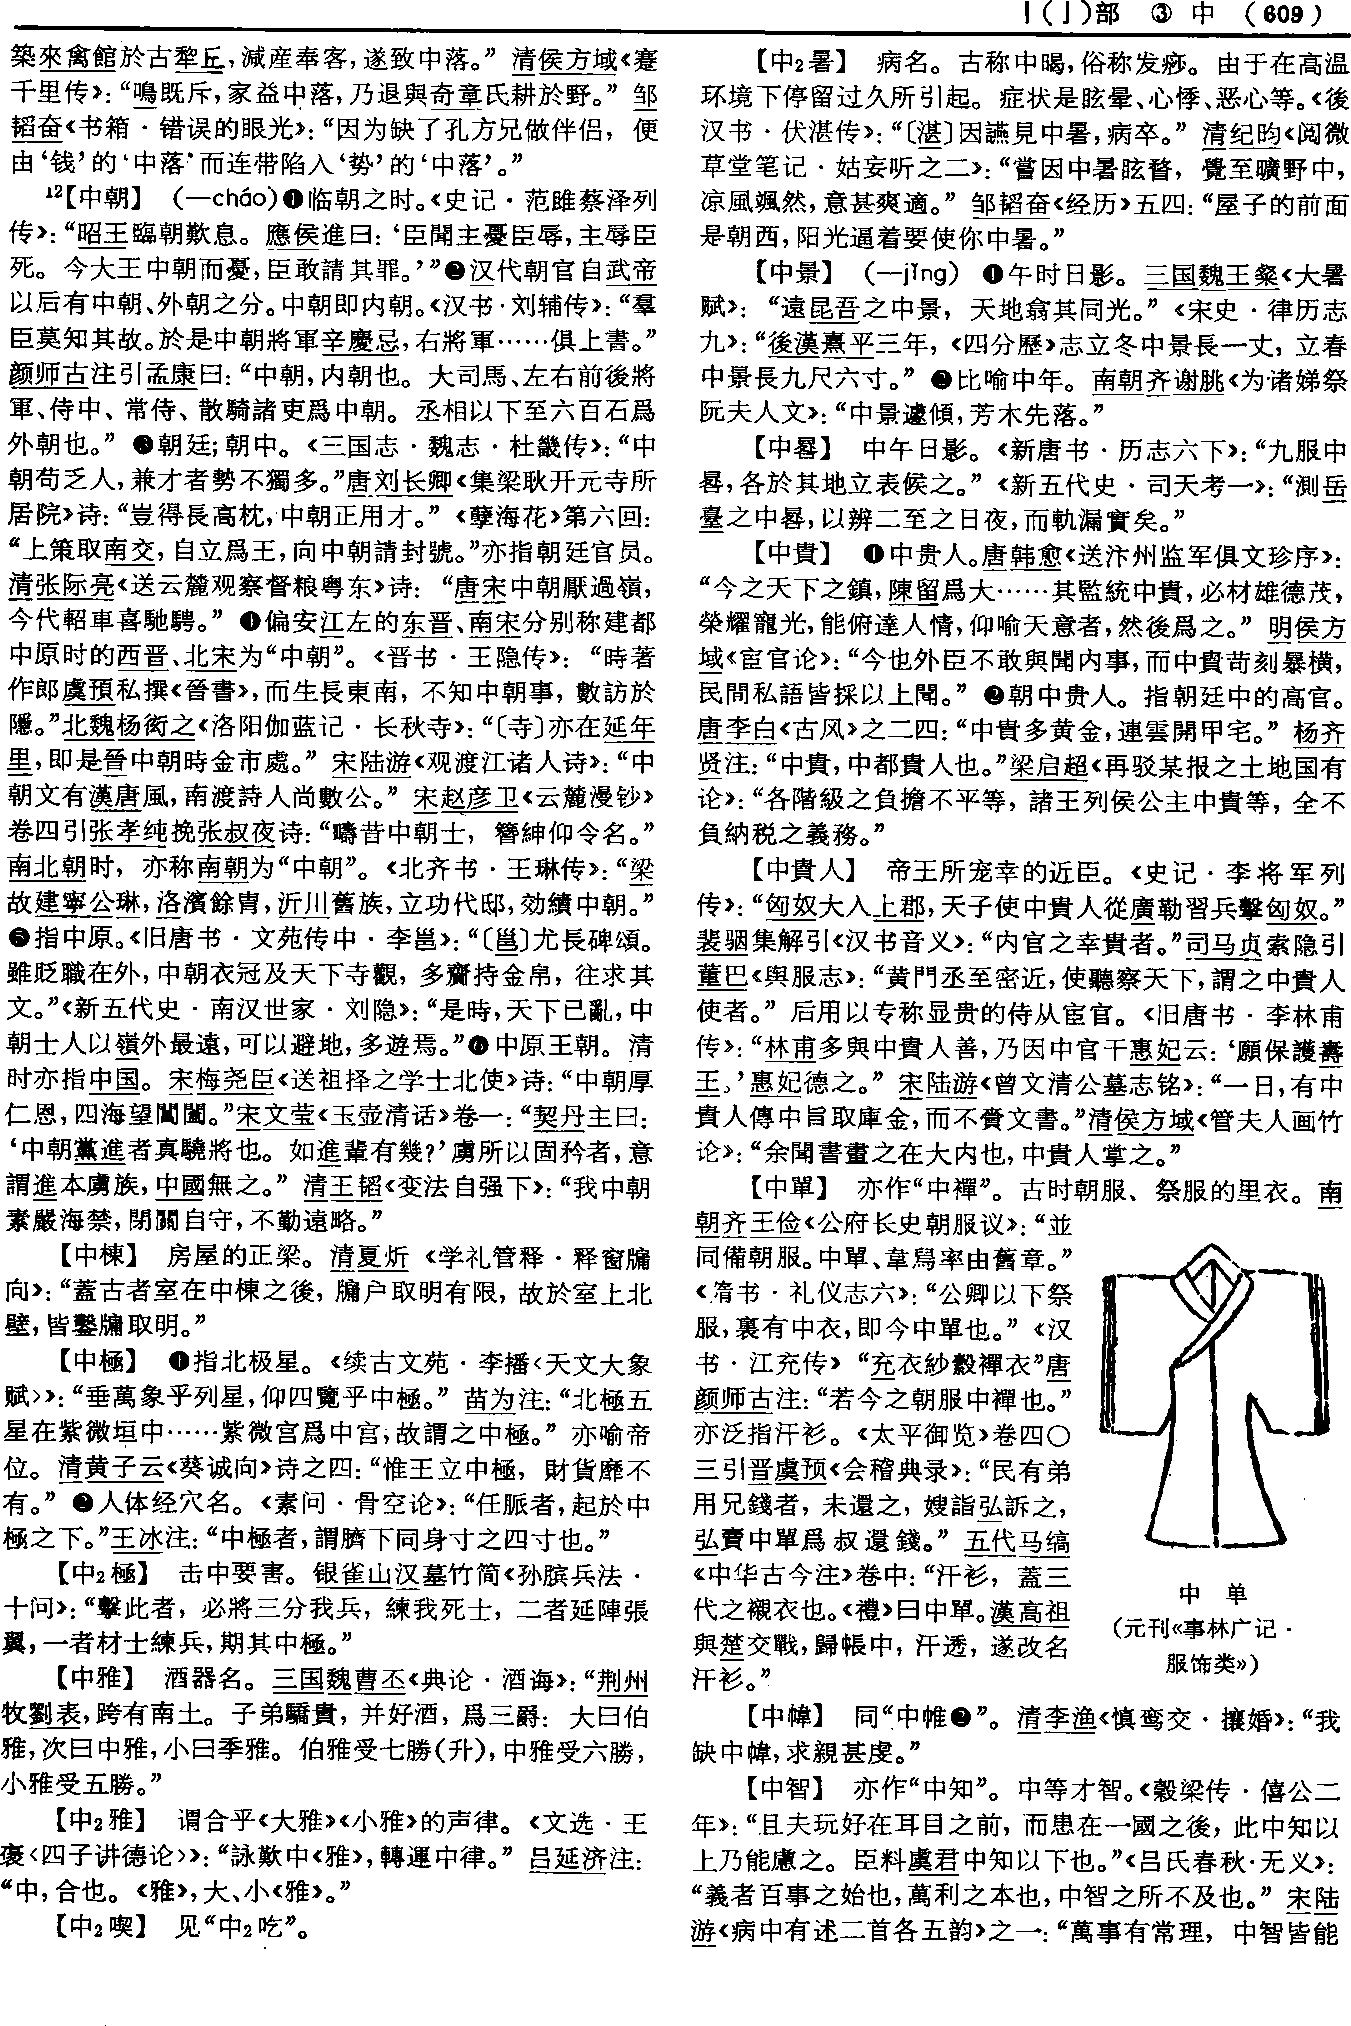 丨(亅)部 ③ 中 (609)
築來禽館於古犂丘,減産奉客,遂致中落。” 清侯方域《蹇
千里传》:“鳴既斥,家益中落,乃退與奇章氏耕於野。” 邹
韬奋《书箱·错误的眼光》:“因为缺了孔方兄做伴侣, 便
由‘钱’的‘中落’而连带陷入‘势’的‘中落’。”
12【中朝】 (—cháo)❶临朝之时。《史记·范雎蔡泽列
传》:“昭王臨朝歎息。應侯進曰:‘臣聞主憂臣辱,主辱臣
死。今大王中朝而憂,臣敢請其罪。’”❷汉代朝官自武帝
以后有中朝、外朝之分。中朝即内朝。《汉书·刘辅传》:“羣
臣莫知其故。於是中朝將軍辛慶忌,右將軍……俱上書。”
颜师古注引孟康曰:“中朝,内朝也。大司馬、左右前後將
軍、侍中、常侍、散騎諸吏爲中朝。丞相以下至六百石爲
外朝也。” ❸朝廷;朝中。《三国志·魏志·杜畿传》:“中
朝苟乏人,兼才者勢不獨多。”唐刘长卿《集梁耿开元寺所
居院》诗:“豈得長高枕,中朝正用才。”《孽海花》第六回:
“上策取南交,自立爲王,向中朝請封號。”亦指朝廷官员。
清张际亮《送云麓观察督粮粤东》诗: “唐宋中朝厭過嶺,
今代軺車喜馳騁。” ❹偏安江左的东晋、南宋分别称建都
中原时的西晋、北宋为“中朝”。《晋书·王隐传》: “時著
作郎虞預私撰《晉書》,而生長東南, 不知中朝事,數訪於
隱。”北魏杨衒之《洛阳伽蓝记·长秋寺》:“〔寺〕亦在延年
里,即是晉中朝時金市處。” 宋陆游《观渡江诸人诗》:“中
朝文有漢唐風,南渡詩人尚數公。” 宋赵彦卫《云麓漫钞》
卷四引张孝纯挽张叔夜诗:“疇昔中朝士, 簪紳仰令名。”
南北朝时, 亦称南朝为“中朝”。《北齐书·王琳传》:“梁
故建寧公琳,洛濱餘胄,沂川舊族,立功代邸,効績中朝。”
❺指中原。《旧唐书·文苑传中·李邕》:“〔邕〕尤長碑頌。
雖貶職在外,中朝衣冠及天下寺觀, 多齎持金帛, 往求其
文。”《新五代史·南汉世家·刘隐》:“是時,天下已亂,中
朝士人以嶺外最遠,可以避地,多遊焉。”❻中原王朝。清
时亦指中国。宋梅尧臣《送祖择之学士北使》诗:“中朝厚
仁恩,四海望閶闔。”宋文莹《玉壶清话》卷一:“契丹主曰:
‘中朝黨進者真驍將也。如進輩有幾?’虜所以固矜者,意
謂進本虜族,中國無之。” 清王韬《变法自强下》:“我中朝
素嚴海禁,閉關自守,不勤遠略。”
【中棟】 房屋的正梁。清夏炘《学礼管释·释窗牖
向》:“蓋古者室在中棟之後, 牖户取明有限, 故於室上北
壁,皆鑿牖取明。”
【中極】 ❶指北极星。《续古文苑·李播〈天文大象
赋〉》:“垂萬象乎列星,仰四覽乎中極。” 苗为注:“北極五
星在紫微垣中……紫微宫爲中宫,故謂之中極。” 亦喻帝
位。清黄子云《葵诚向》诗之四:“惟王立中極, 財貨靡不
有。” ❷人体经穴名。《素问·骨空论》:“任脈者,起於中
極之下。”王冰注:“中極者,謂臍下同身寸之四寸也。”
【中2極】 击中要害。银雀山汉墓竹简《孙膑兵法·
十问》:“擊此者, 必將三分我兵, 練我死士, 二者延陣張
翼,一者材士練兵,期其中極。”
【中雅】 酒器名。三国魏曹丕《典论·酒诲》:“荆州
牧劉表,跨有南土。子弟驕貴, 并好酒, 爲三爵: 大曰伯
雅,次曰中雅,小曰季雅。伯雅受七勝(升),中雅受六勝,
小雅受五勝。”
【中2雅】 谓合乎《大雅》《小雅》的声律。《文选·王
褒〈四子讲德论〉》:“詠歎中《雅》,轉運中律。” 吕延济注:
“中,合也。《雅》,大、小《雅》。”
【中2喫】 见“中2吃”。
【中2暑】 病名。古称中暍,俗称发痧。由于在高温
环境下停留过久所引起。症状是眩晕、心悸、恶心等。《後
汉书·伏湛传》:“〔湛〕因讌見中暑,病卒。” 清纪昀《阅微
草堂笔记·姑妄听之二》:“嘗因中暑眩瞀, 覺至曠野中,
凉風颯然,意甚爽適。” 邹韬奋《经历》五四:“屋子的前面
是朝西,阳光逼着要使你中暑。”
【中景】 (—jǐng) ❶午时日影。三国魏王粲《大暑
赋》: “遠昆吾之中景, 天地翕其同光。” 《宋史·律历志
九》:“後漢熹平三年,《四分歷》志立冬中景長一丈, 立春
中景長九尺六寸。” ❷比喻中年。南朝齐谢朓《为诸娣祭
阮夫人文》:“中景遽傾,芳木先落。”
【中晷】 中午日影。《新唐书·历志六下》:“九服中
晷,各於其地立表候之。” 《新五代史·司天考一》:“測岳
臺之中晷,以辨二至之日夜,而軌漏實矣。”
【中貴】 ❶中贵人。唐韩愈《送汴州监军俱文珍序》:
“今之天下之鎮,陳留爲大……其監統中貴,必材雄德茂,
榮耀寵光,能俯達人情,仰喻天意者,然後爲之。” 明侯方
域《宦官论》:“今也外臣不敢與聞内事,而中貴苛刻暴横,
民間私語皆採以上聞。” ❷朝中贵人。指朝廷中的高官。
唐李白《古风》之二四:“中貴多黄金,連雲開甲宅。” 杨齐
贤注:“中貴,中都貴人也。”梁启超《再驳某报之土地国有
论》:“各階級之負擔不平等, 諸王列侯公主中貴等, 全不
負納税之義務。”
【中貴人】 帝王所宠幸的近臣。《史记·李将军列
传》:“匈奴大入上郡,天子使中貴人從廣勒習兵擊匈奴。”
裴骃集解引《汉书音义》:“内官之幸貴者。”司马贞索隐引
董巴《舆服志》:“黄門丞至密近,使聽察天下,謂之中貴人
使者。” 后用以专称显贵的侍从宦官。《旧唐书·李林甫
传》:“林甫多與中貴人善,乃因中官干惠妃云:‘願保護壽
王。’惠妃德之。” 宋陆游《曾文清公墓志铭》:“一日,有中
貴人傳中旨取庫金,而不賫文書。”清侯方域《管夫人画竹
论》:“余聞書畫之在大内也,中貴人掌之。”
【中單】 亦作“中襌”。古时朝服、祭服的里衣。南
朝齐王俭《公府长史朝服议》:“並
同備朝服。中單、韋舄率由舊章。”
《隋书·礼仪志六》:“公卿以下祭
服,裏有中衣,即今中單也。”《汉
书·江充传》“充衣紗縠襌衣”唐
颜师古注:“若今之朝服中襌也。”
亦泛指汗衫。《太平御览》卷四〇
三引晋虞预《会稽典录》:“民有弟
用兄錢者, 未還之, 嫂詣弘訴之,
弘賣中單爲叔還錢。” 五代马缟
《中华古今注》卷中:“汗衫, 蓋三
代之襯衣也。《禮》曰中單。漢高祖
與楚交戰,歸帳中, 汗透, 遂改名
汗衫。”
中 单
(元刊《事林广记·
服饰类》)
【中幃】 同“中帷❷”。清李渔《慎鸾交·攘婚》:“我
缺中幃,求親甚虔。”
【中智】 亦作“中知”。中等才智。《穀梁传·僖公二
年》:“且夫玩好在耳目之前, 而患在一國之後, 此中知以
上乃能慮之。臣料虞君中知以下也。”《吕氏春秋·无义》:
“義者百事之始也,萬利之本也,中智之所不及也。” 宋陆
游《病中有述二首各五韵》之一:“萬事有常理, 中智皆能